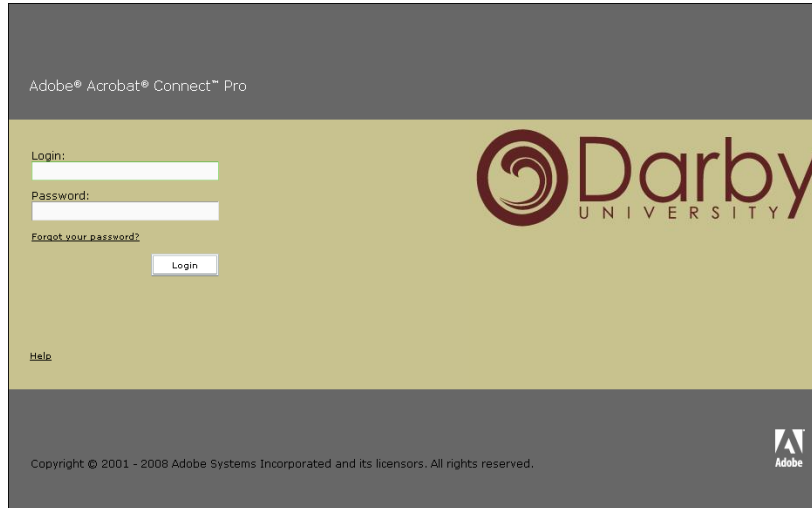 Adobe® Acrobat® Connect™ Pro
Login:
Password:
Forgot your password?
Login
Darby
UNIVERSITY
Help
Copyright © 2001 - 2008 Adobe Systems Incorporated and its licensors. All rights reserved.
Adobe